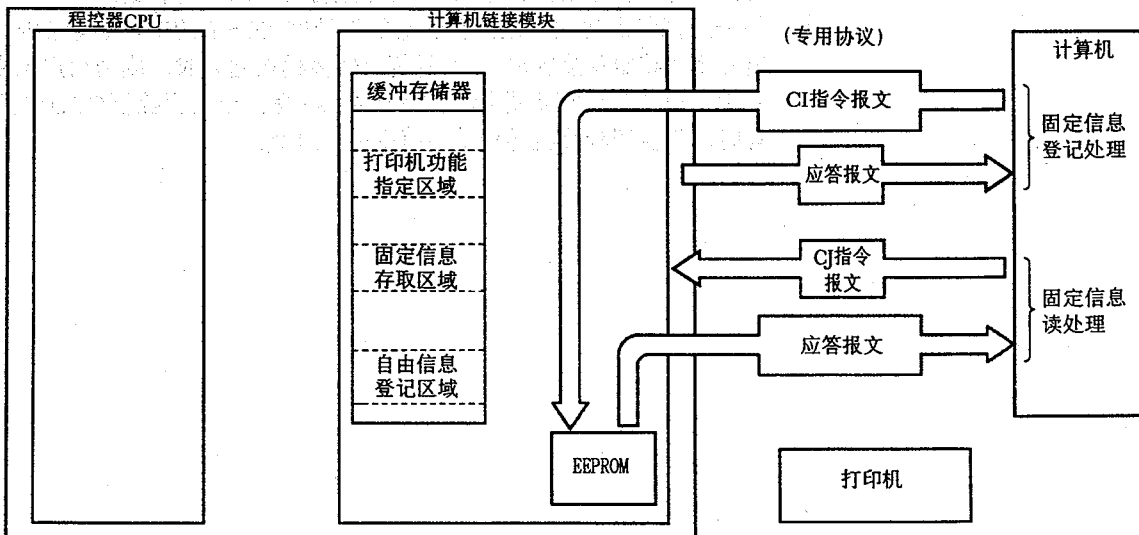 程控器CPU
计算机链接模块
(专用协议)
计算机
缓冲存储器
打印机功能
指定区域
固定信息
存取区域
自由信息
登记区域
EEPROM
CI指令报文
应答报文
固定信息
登记处理
CJ指令
报文
应答报文
固定信息
读处理
打印机